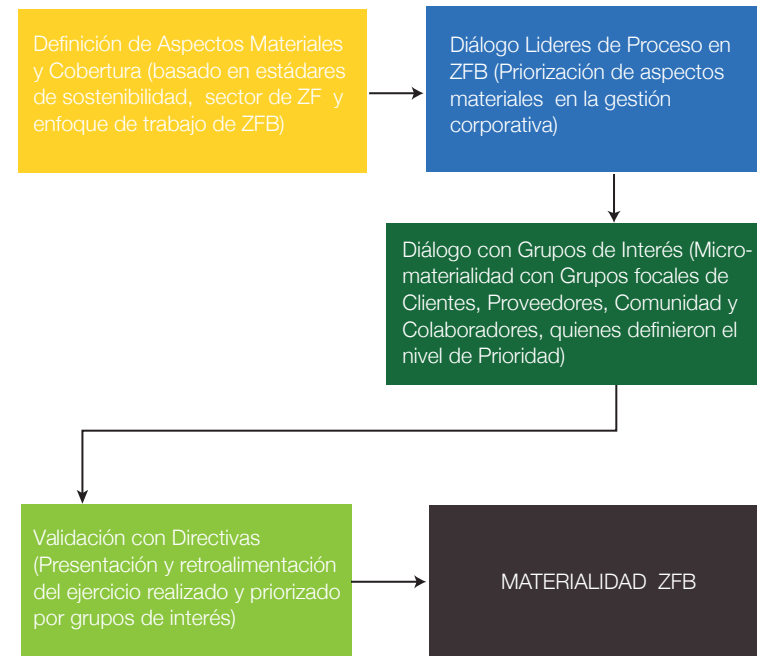 Definición de Aspectos Materiales
y Cobertura (basado en estádares
de sostenibilidad, sector de ZF y
enfoque de trabajo de ZFB)
Diálogo Lideres de Proceso en
ZFB (Priorización de aspectos
materiales en la gestión
corporativa)
Diálogo con Grupos de Interés (Micro-
materialidad con Grupos focales de
Clientes, Proveedores, Comunidad y
Colaboradores, quienes definieron el
nivel de Prioridad)
Validación con Directivas
(Presentación y retroalimentación
del ejercicio realizado y priorizado
por grupos de interés)
MATERIALIDAD ZFB